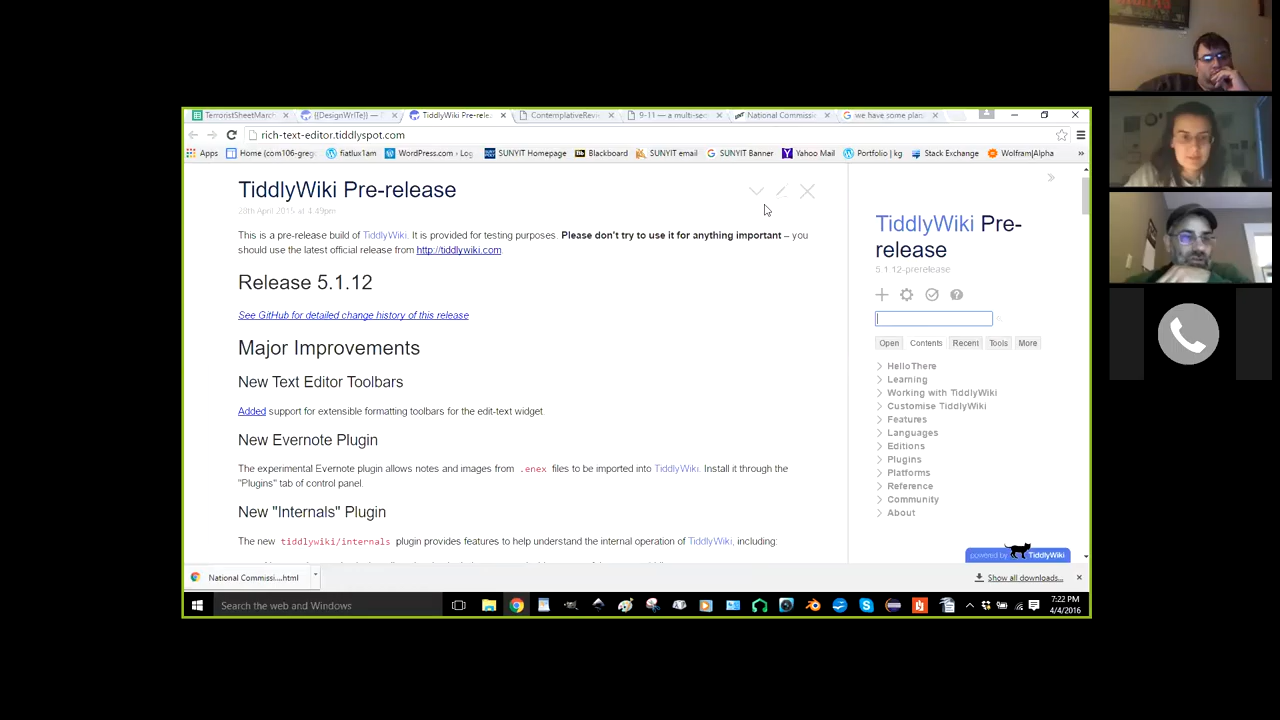 TerroristSheetMarch
{{DesignWriTe}} — T
TiddlyWiki Pre-relea
ContemplativeRevie
9-11 — a multi-sec
National Commissio
we have some plan
rich-text-editor.tiddlyspot.com
Apps
Home (com106-greg
fiatlux1am
WordPress.com › Log
SUNYIT Homepage
Blackboard
SUNYIT email
SUNYIT Banner
Yahoo Mail
Portfolio | kg
Stack Exchange
Wolfram|Alpha
TiddlyWiki Pre-release
28th April 2015 at 4:49pm
This is a pre-release build of TiddlyWiki. It is provided for testing purposes. Please don't try to use it for anything important – you
should use the latest official release from http://tiddlywiki.com
Release 5.1.12
See GitHub for detailed change history of this release
Major Improvements
New Text Editor Toolbars
Added support for extensible formatting toolbars for the edit-text widget
New Evernote Plugin
The experimental Evernote plugin allows notes and images from .enex files to be imported into TiddlyWiki. Install it through the
"Plugins" tab of control panel.
New "Internals" Plugin
The new tiddlywiki/internals plugin provides features to help understand the internal operation of TiddlyWiki, including:
TiddlyWiki Pre-
release
5.1.12-prerelease
Open
Contents
Recent
Tools
More
HelloThere
Learning
Working with TiddlyWiki
Customise TiddlyWiki
Features
Languages
Editions
Plugins
Platforms
Reference
Community
About
powered by TiddlyWiki
National Commissi....html
Show all downloads...
Search the web and Windows
7:22 PM
4/4/2016